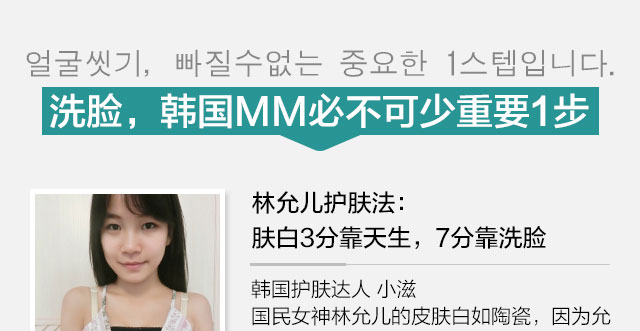 얼굴씻기, 빠질수없는 중요한 1스텝입니다.
洗脸，韩国MM必不可少重要1步
林允儿护肤法：
肤白3分靠天生，7分靠洗脸
韩国护肤达人 小滋
国民女神林允儿的皮肤白如陶瓷，因为允